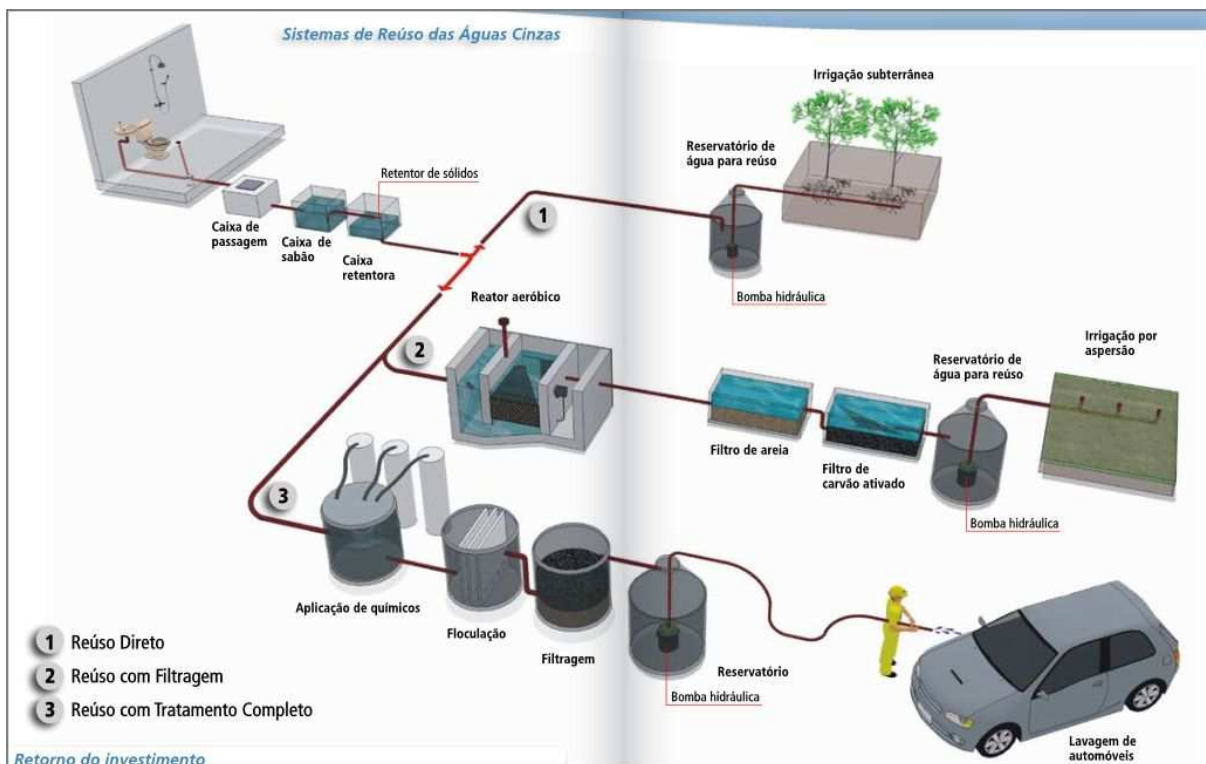 Sistemas de Reúso das Águas Cinzas
Irrigação subterrânea
Reservatório de
água para reúso
Retentor de sólidos
1
Caixa de
passagem
Caixa de
sabão
Caixa
retentora
Bomba hidráulica
Reator aeróbico
2
Irrigação por
aspersão
Reservatório de
água para reúso
Filtro de areia
Filtro de
carvão ativado
Bomba hidráulica
3
Aplicação de químicos
Floculação
Filtragem
Reservatório
Bomba hidráulica
Lavagem de
automóveis
1 Reúso Direto
2 Reúso com Filtragem
3 Reúso com Tratamento Completo
Retorno do investimento